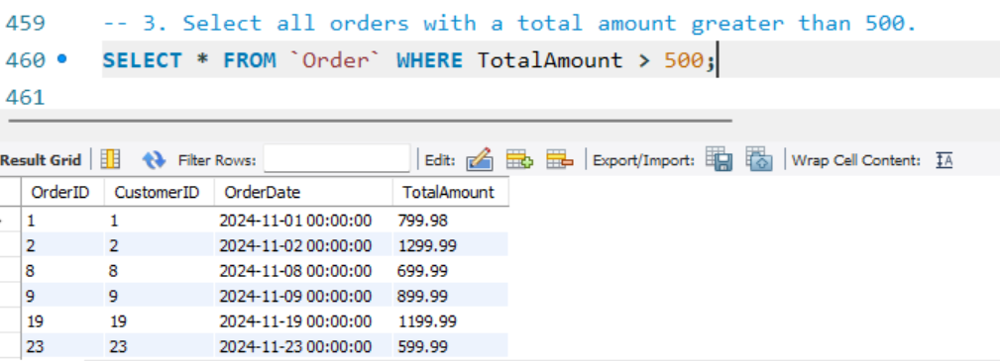 459 -- 3. Select all orders with a total amount greater than 500.
460 SELECT * FROM `Order` WHERE TotalAmount > 500;
461
Result Grid Filter Rows: Edit: Export/Import: Wrap Cell Content: IA
OrderID CustomerID OrderDate TotalAmount
1 1 2024-11-01 00:00:00 799.98
2 2 2024-11-02 00:00:00 1299.99
8 8 2024-11-08 00:00:00 699.99
9 9 2024-11-09 00:00:00 899.99
19 19 2024-11-19 00:00:00 1199.99
23 23 2024-11-23 00:00:00 599.99